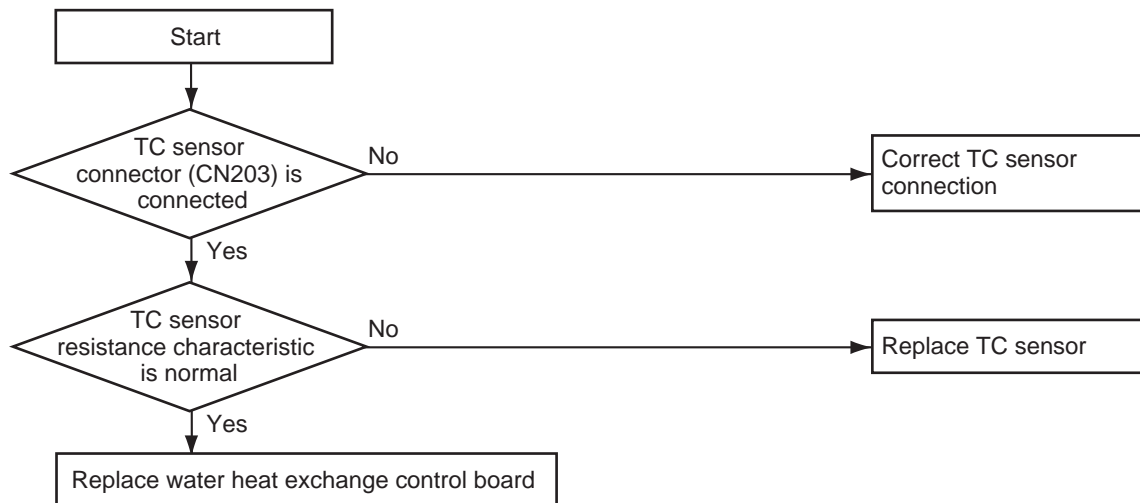 Start
TC sensor
connector (CN203) is
connected
No
Correct TC sensor
connection
Yes
TC sensor
resistance characteristic
is normal
No
Replace TC sensor
Yes
Replace water heat exchange control board